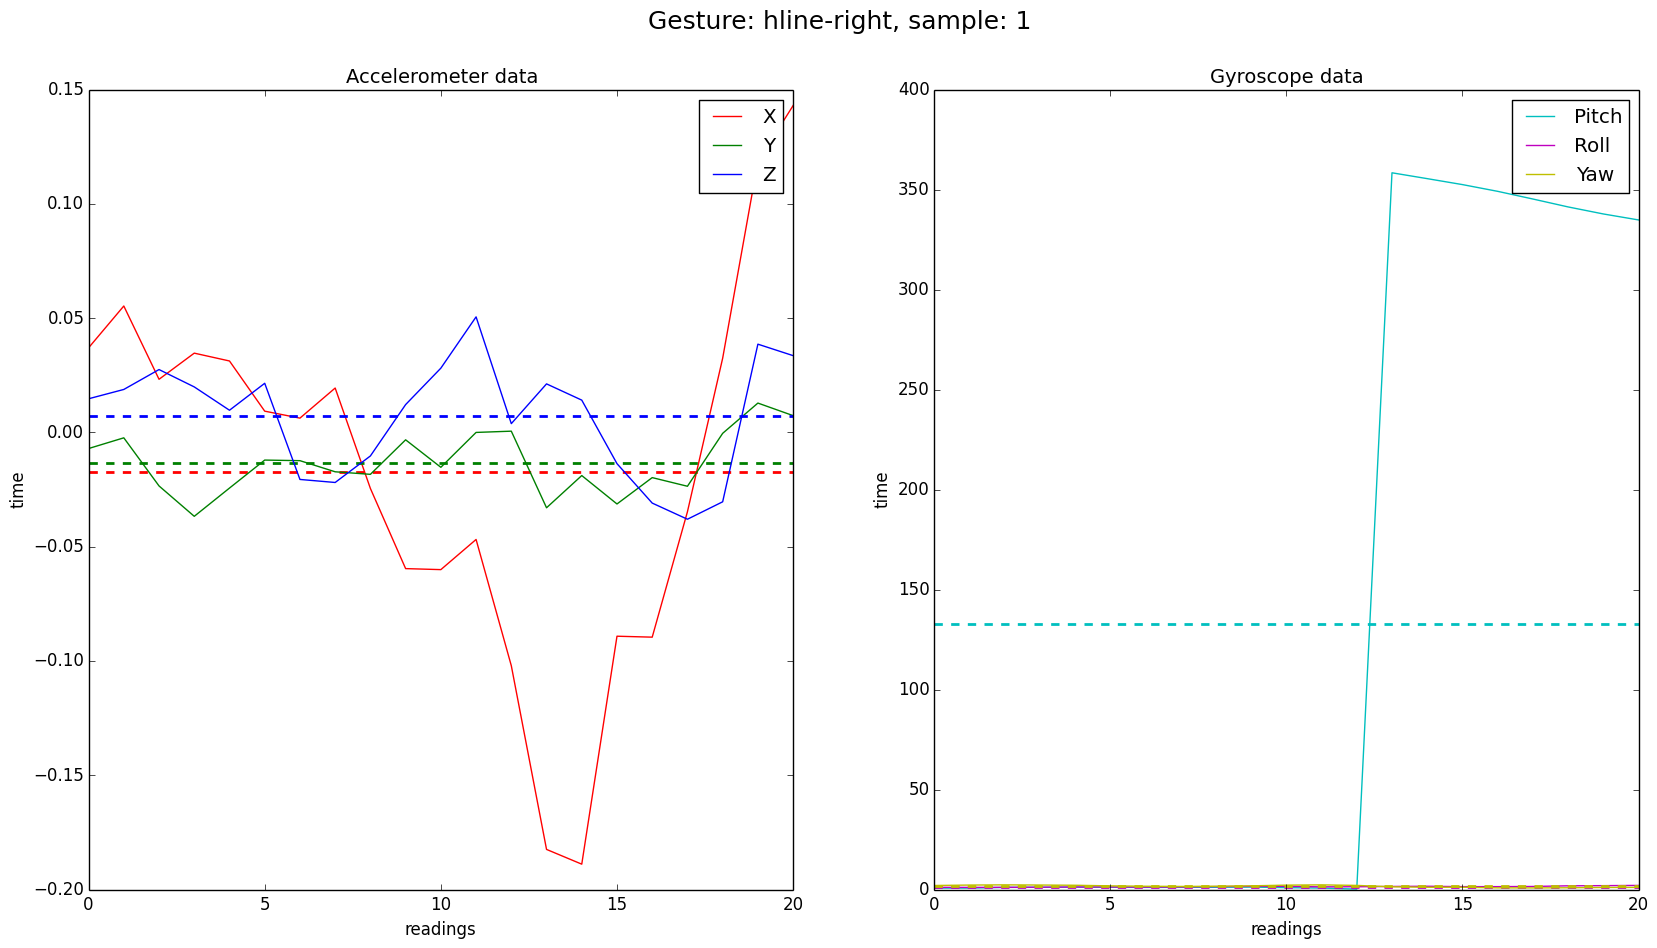 Gesture: hline-right, sample: 1
Accelerometer data
0.15
0.10
0.05
0.00
−0.05
−0.10
−0.15
−0.20
time
X
Y
Z
0
5
10
15
20
readings
Gyroscope data
400
350
300
250
200
150
100
50
0
time
Pitch
Roll
Yaw
0
5
10
15
20
readings